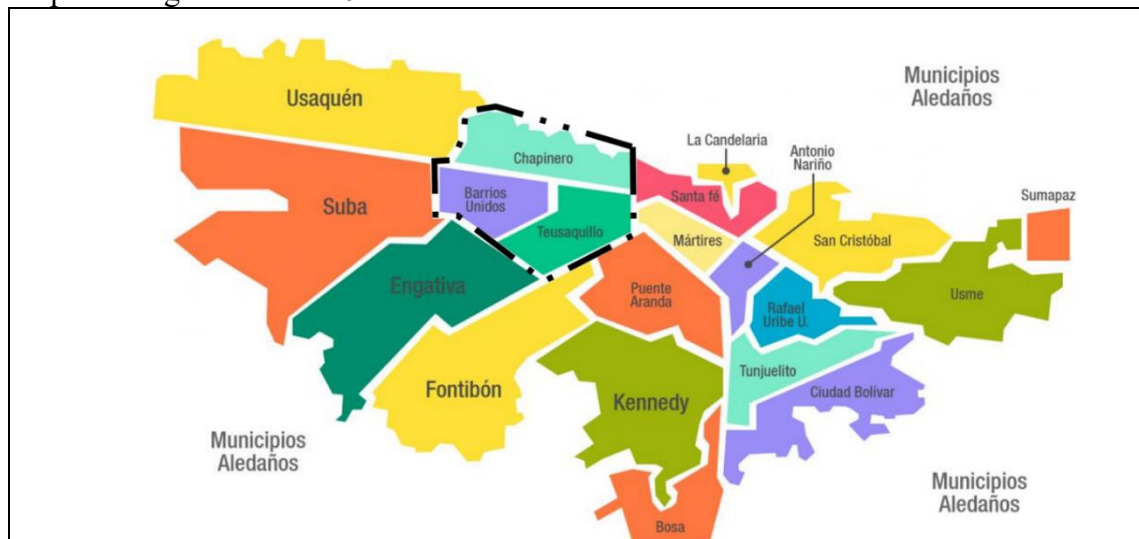 Municipios
Aledaños
Usaquén
La Candelaria
Antonio
Nariño
Chapinero
Sumapaz
Barrios
Unidos
Santa fé
Suba
Teusaquillo
Mártires
San Cristóbal
Engativa
Puente
Aranda
Rafael
Uribe U.
Usme
Tunjuelito
Fontibón
Kennedy
Ciudad Bolívar
Municipios
Aledaños
Municipios
Aledaños
Bosa